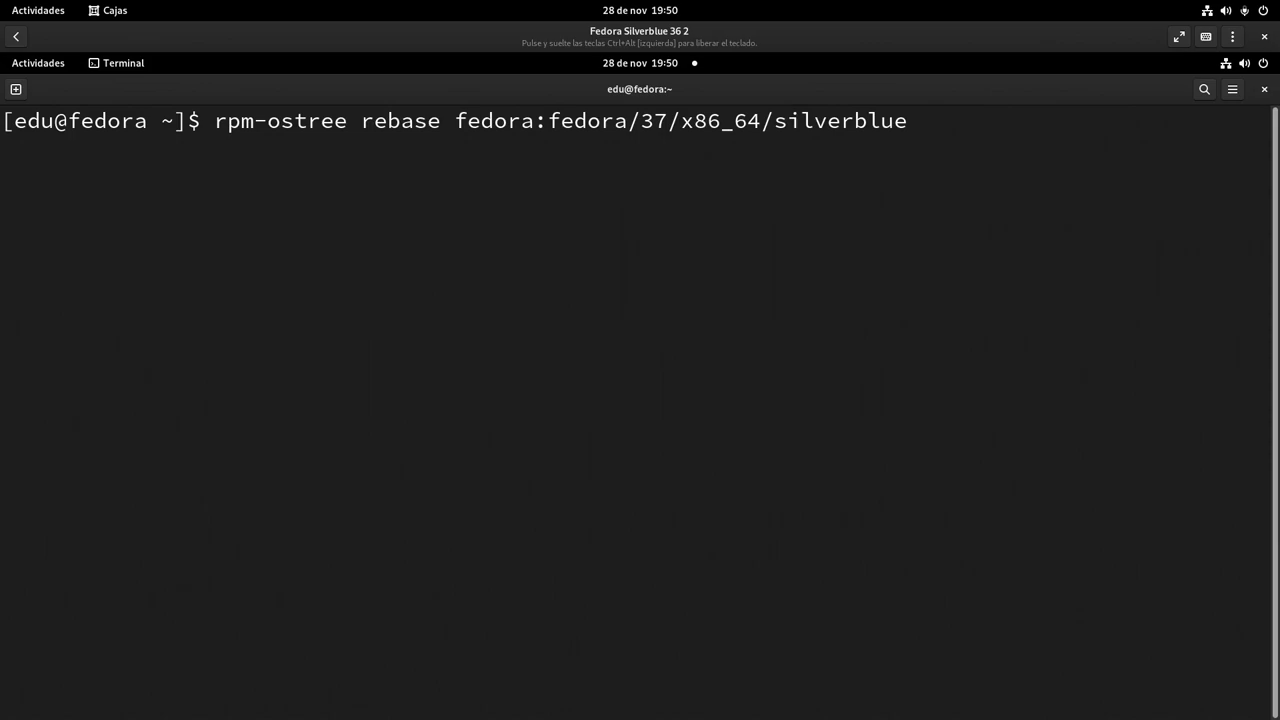 Actividades Cajas 28 de nov 19:50
Fedora Silverblue 36 2
Pulse y suelte las teclas Ctrl+Alt [izquierda] para liberar el teclado.
Actividades Terminal 28 de nov 19:50
edu@fedora:~
[edu@fedora ~]$ rpm-ostree rebase fedora:fedora/37/x86_64/silverblue